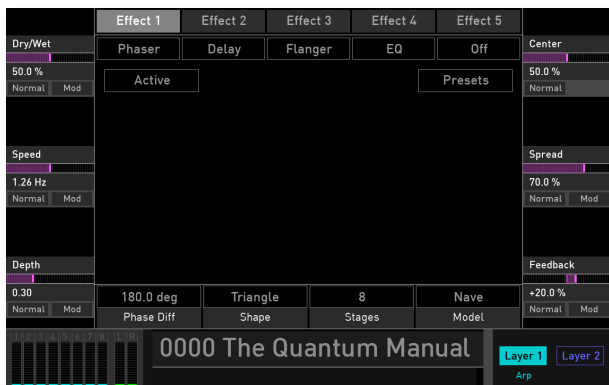 Effect 1 Effect 2 Effect 3 Effect 4 Effect 5
Phaser Delay Flanger EQ Off
Active Presets
Dry/Wet
50.0 %
Normal Mod
Speed
1.26 Hz
Normal Mod
Depth
0.30
Normal Mod
Center
50.0 %
Normal
Spread
70.0 %
Normal Mod
Feedback
+20.0 %
Normal Mod
180.0 deg Triangle 8 Nave
Phase Diff Shape Stages Model
1 2 3 4 5 6 7 8 L R
0000 The Quantum Manual
Layer 1 Layer 2
Arp